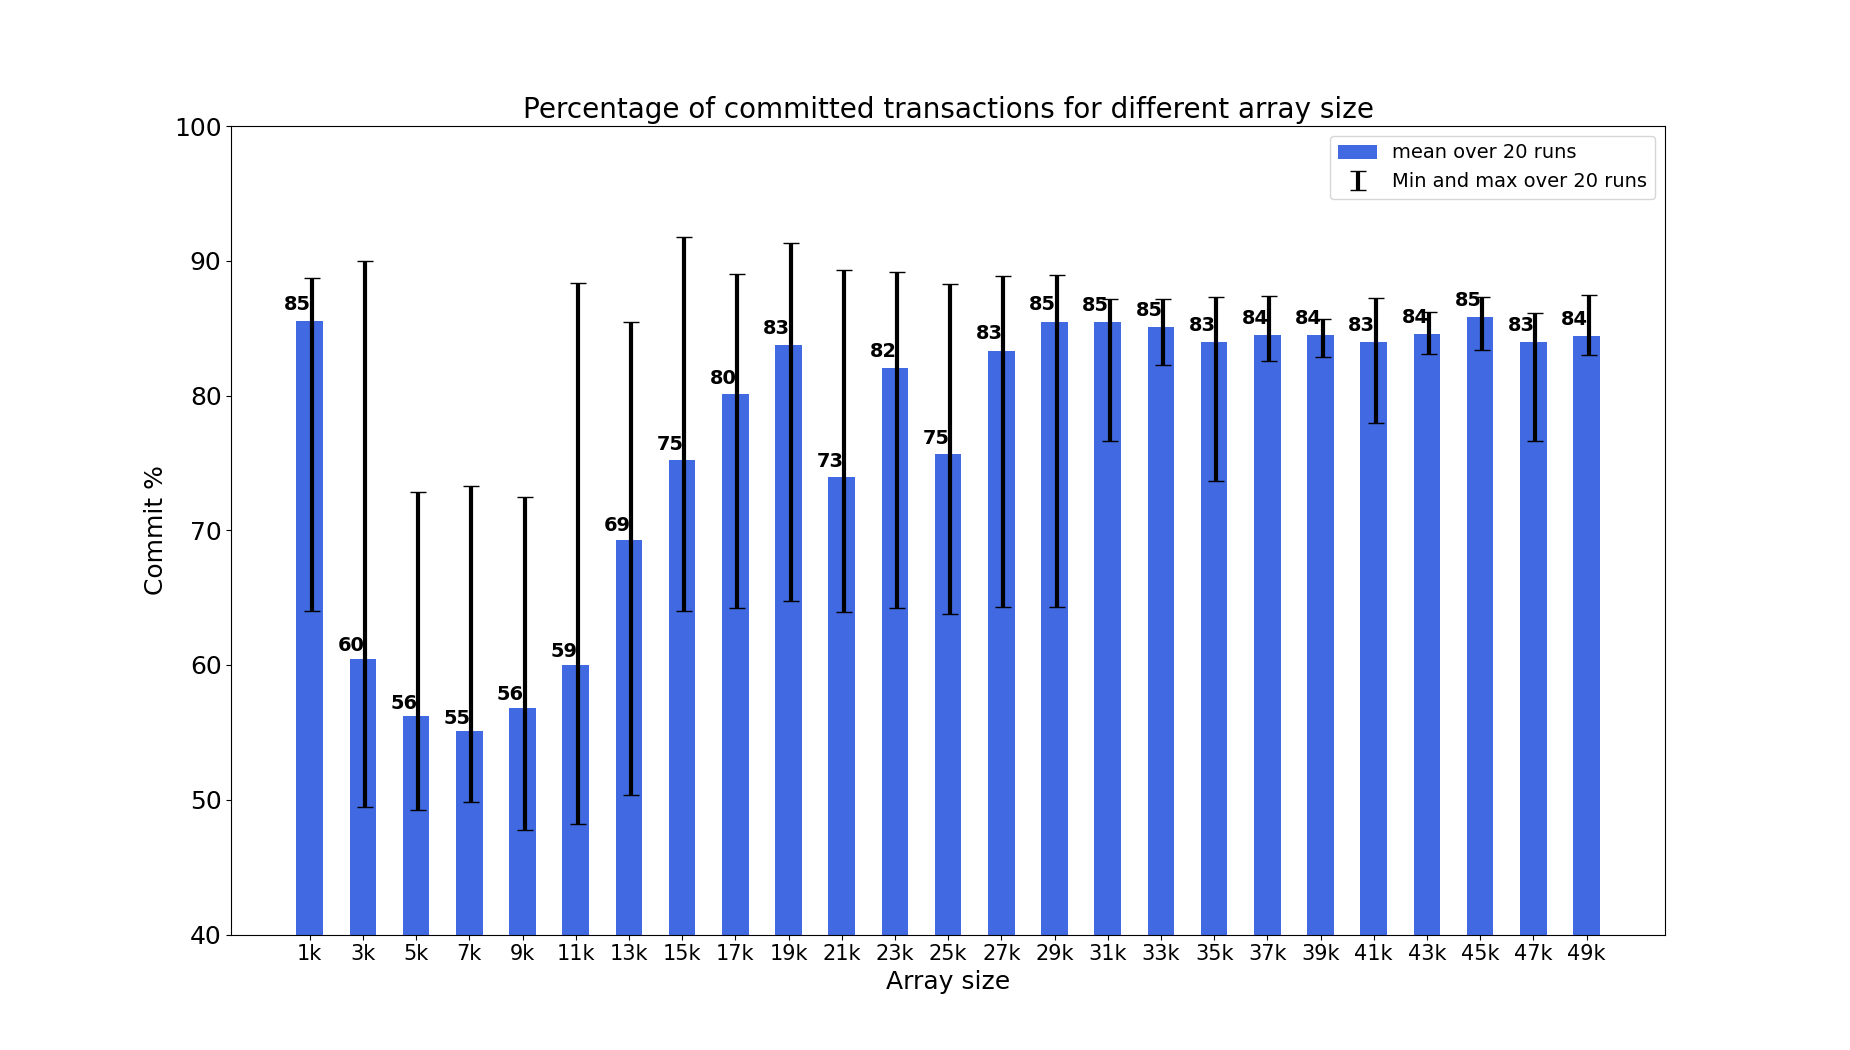 Percentage of committed transactions for different array size
100
90
80
70
60
50
40
Commit %
mean over 20 runs
Min and max over 20 runs
85 60 56 55 56 59 69 75 80 83 73 82 75 83 85 85 85 83 84 84 83 84 85 83 84
1k 3k 5k 7k 9k 11k 13k 15k 17k 19k 21k 23k 25k 27k 29k 31k 33k 35k 37k 39k 41k 43k 45k 47k 49k
Array size